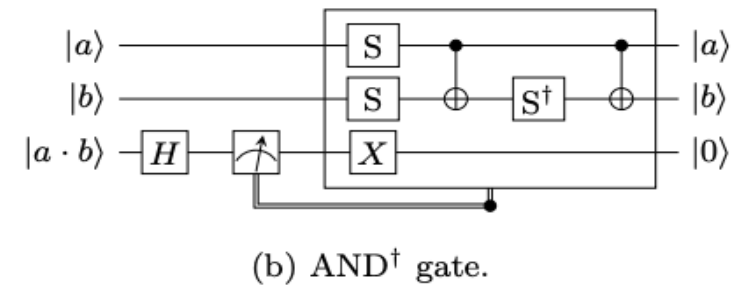 |a⟩ S |a⟩
|b⟩ S S† |b⟩
|a · b⟩ H X |0⟩
(b) AND† gate.